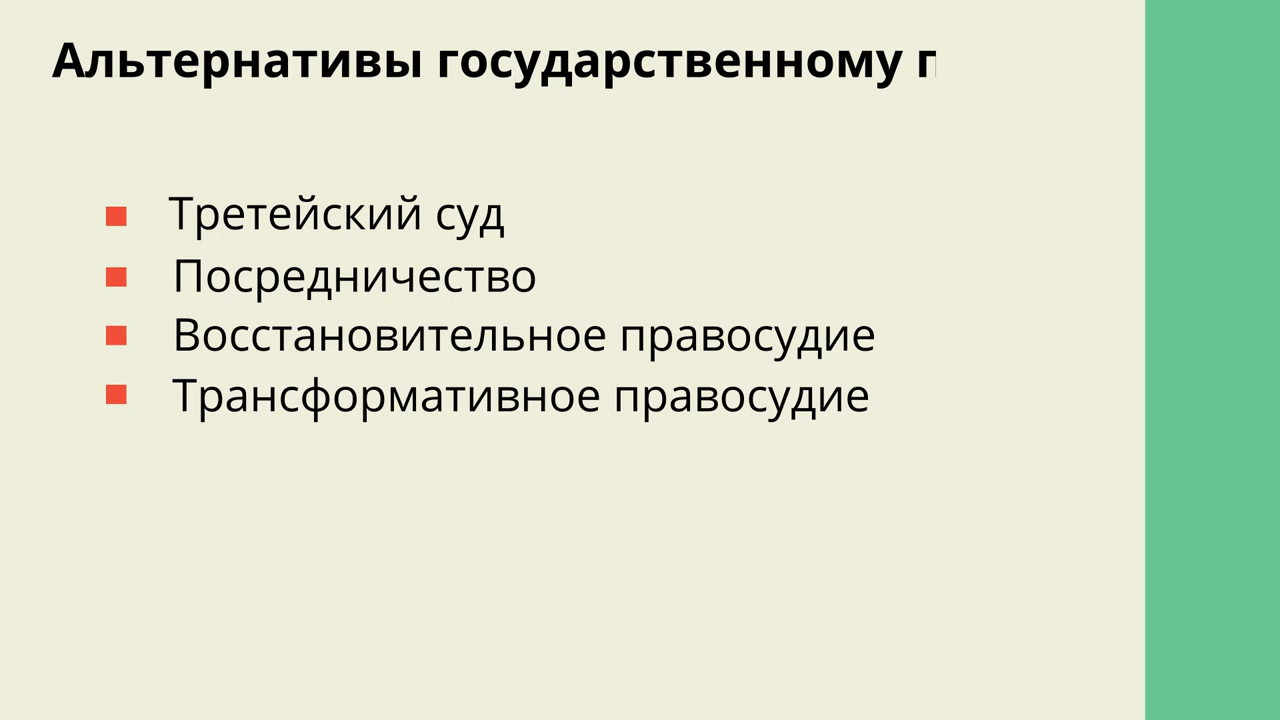 Альтернативы государственному
Третейский суд
Посредничество
Восстановительное правосудие
Трансформативное правосудие